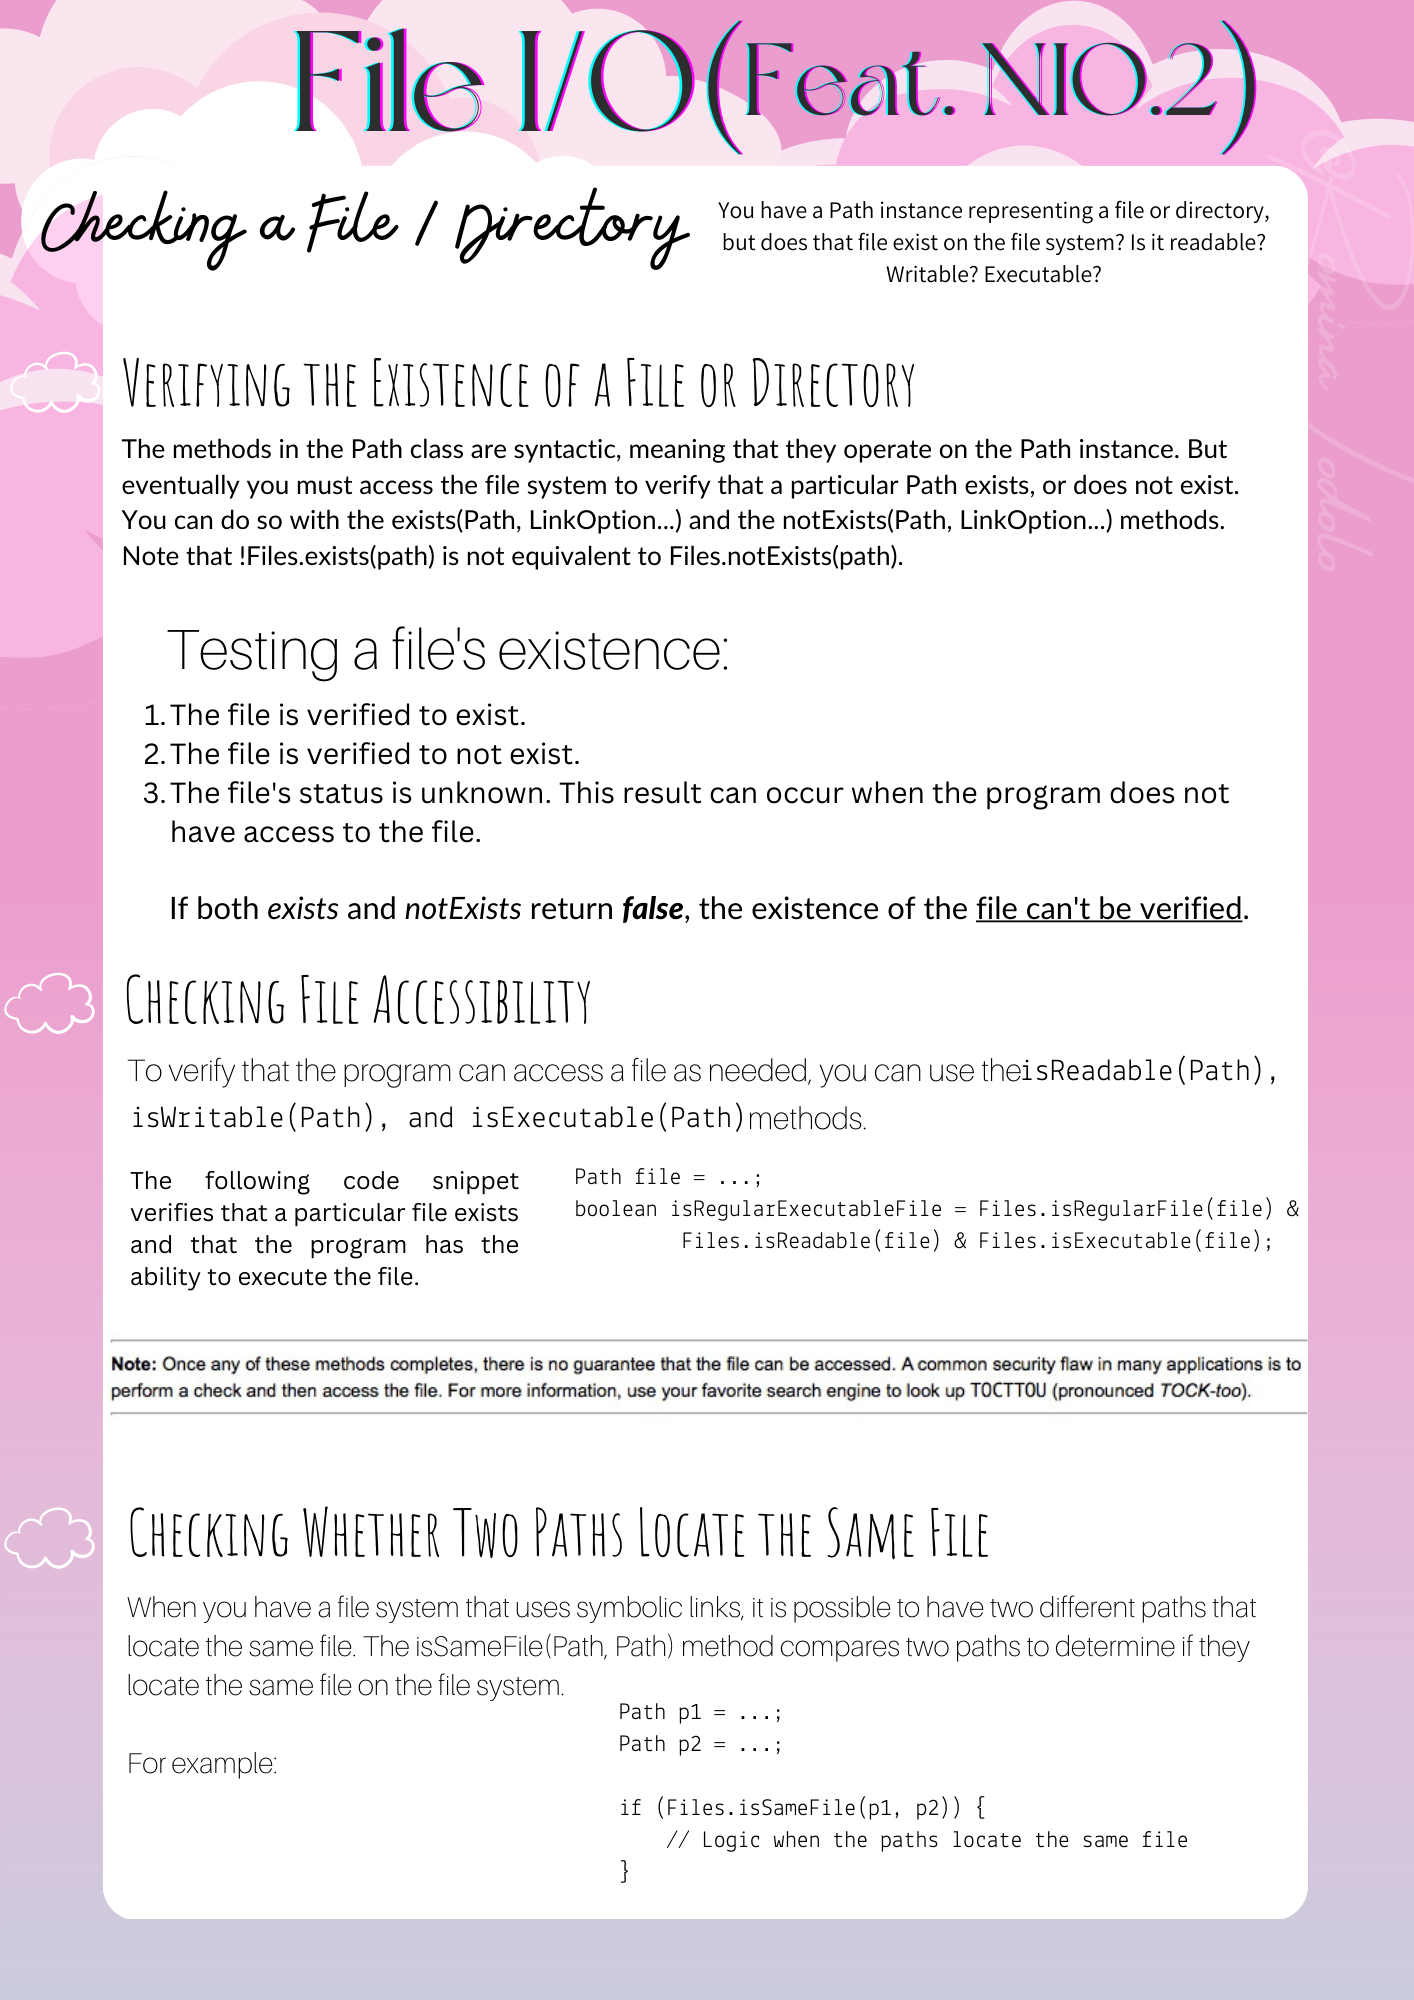 File I/O(Feat. NIO.2)
Checking a File / Directory
You have a Path instance representing a file or directory,
but does that file exist on the file system? Is it readable?
Writable? Executable?
Verifying the Existence of a File or Directory
The methods in the Path class are syntactic, meaning that they operate on the Path instance. But
eventually you must access the file system to verify that a particular Path exists, or does not exist.
You can do so with the exists(Path, LinkOption...) and the notExists(Path, LinkOption...) methods.
Note that !Files.exists(path) is not equivalent to Files.notExists(path).
Testing a file's existence:
1. The file is verified to exist.
2. The file is verified to not exist.
3. The file's status is unknown. This result can occur when the program does not
have access to the file.
If both exists and notExists return false, the existence of the file can't be verified.
Checking File Accessibility
To verify that the program can access a file as needed, you can use theisReadable(Path),
isWritable(Path), and isExecutable(Path)methods.
The following code snippet
verifies that a particular file exists
and that the program has the
ability to execute the file.
Path file = ...;
boolean isRegularExecutableFile = Files.isRegularFile(file) &
Files.isReadable(file) & Files.isExecutable(file);
Note: Once any of these methods completes, there is no guarantee that the file can be accessed. A common security flaw in many applications is to
perform a check and then access the file. For more information, use your favorite search engine to look up TOCTTOU (pronounced TOCK-too).
Checking Whether Two Paths Locate the Same File
When you have a file system that uses symbolic links, it is possible to have two different paths that
locate the same file. The isSameFile(Path, Path) method compares two paths to determine if they
locate the same file on the file system.
For example:
Path p1 = ...;
Path p2 = ...;
if (Files.isSameFile(p1, p2)) {
// Logic when the paths locate the same file
}